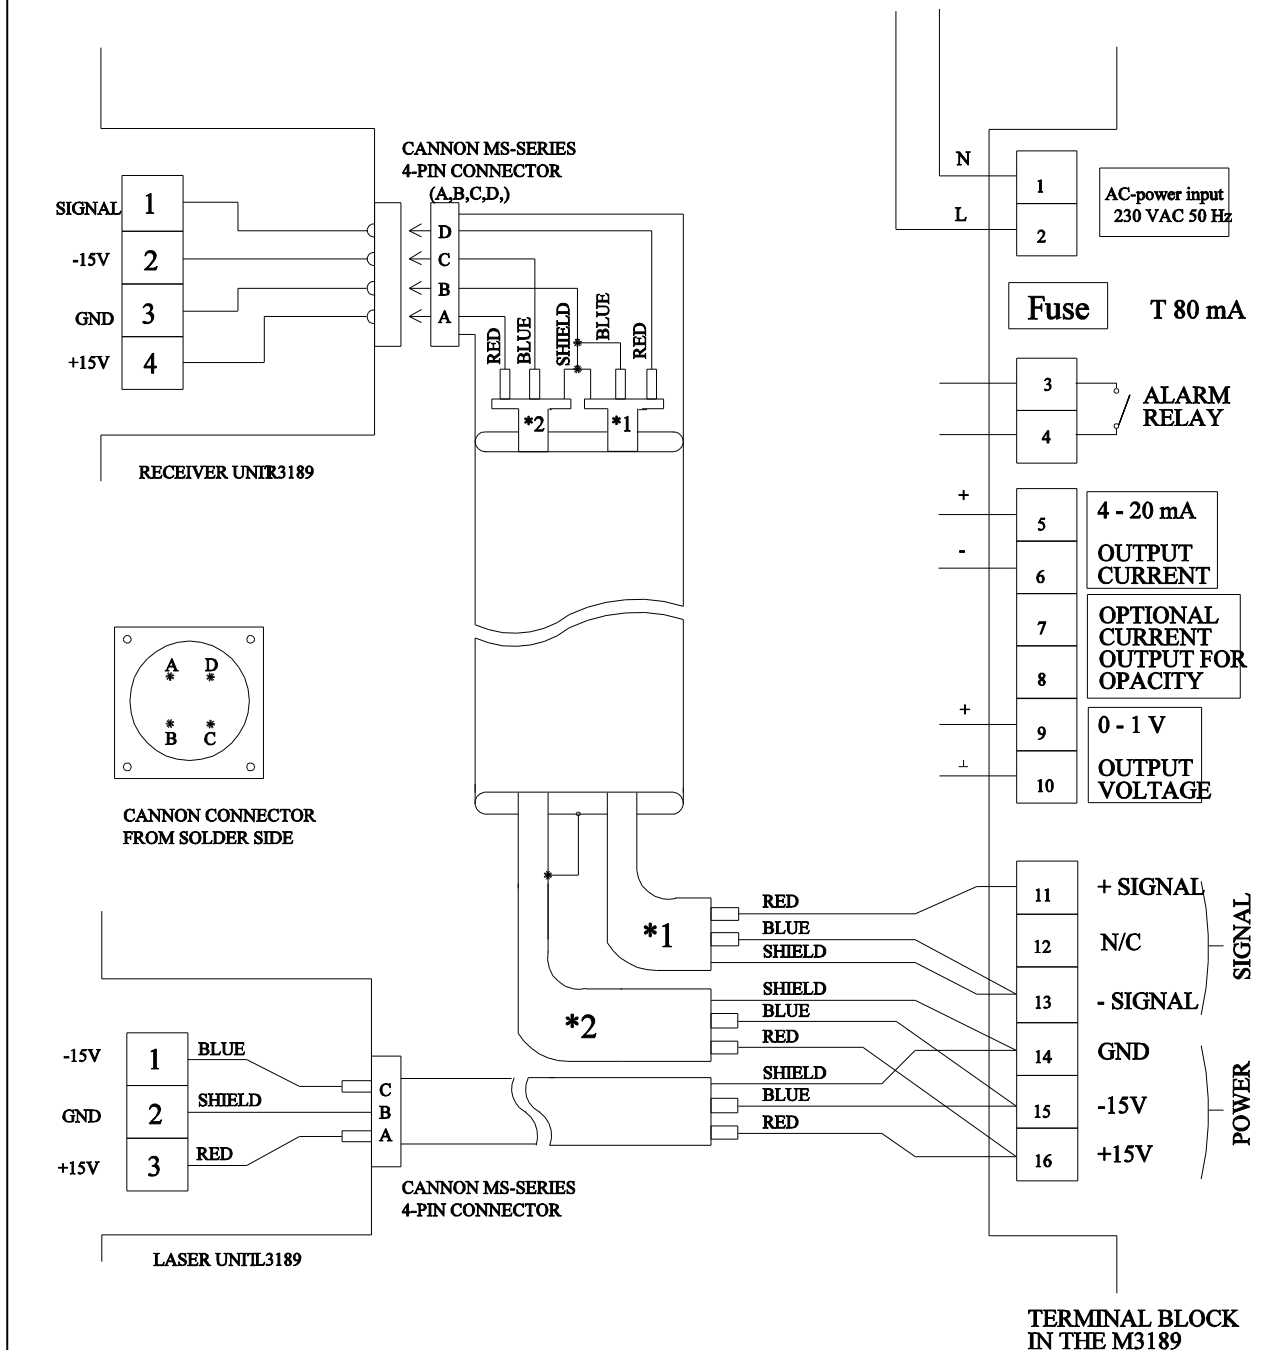 CANNON MS-SERIES
4-PIN CONNECTOR
(A,B,C,D,)
SIGNAL 1
-15V 2
GND 3
+15V 4
D
C
B
A
RED
BLUE
SHIELD
BLUE
RED
*2
*1
RECEIVER UNIT R3189
A D
B C
CANNON CONNECTOR
FROM SOLDER SIDE
N
L
1
2
AC-power input
230 VAC 50 Hz
Fuse
T 80 mA
3
4
ALARM
RELAY
+
-
5
6
4 - 20 mA
OUTPUT
CURRENT
7
8
OPTIONAL
CURRENT
OUTPUT FOR
OPACITY
+
⊥
9
10
0 - 1 V
OUTPUT
VOLTAGE
*1
RED
BLUE
SHIELD
*2
SHIELD
BLUE
RED
SHIELD
BLUE
RED
11 + SIGNAL
12 N/C
13 - SIGNAL
SIGNAL
14 GND
15 -15V
16 +15V
POWER
-15V 1 BLUE
GND 2 SHIELD
+15V 3 RED
C
B
A
CANNON MS-SERIES
4-PIN CONNECTOR
LASER UNIT L3189
TERMINAL BLOCK
IN THE M3189